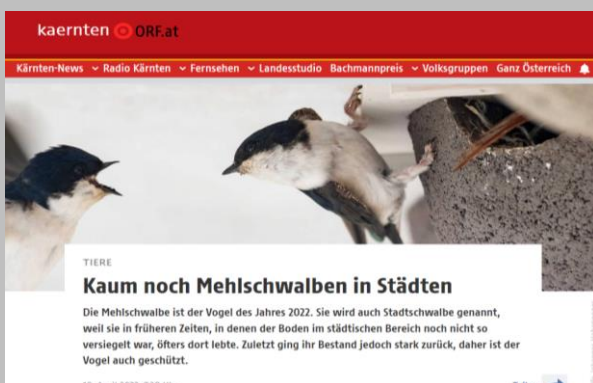 kaernten ORF.at
Kärnten-News Radio Kärnten Fernsehen Landesstudio Bachmannpreis Volksgruppen Ganz Österreich
TIERE
Kaum noch Mehlschwalben in Städten
Die Mehlschwalbe ist der Vogel des Jahres 2022. Sie wird auch Stadtschwalbe genannt,
weil sie in früheren Zeiten, in denen der Boden im städtischen Bereich noch nicht so
versiegelt war, öfters dort lebte. Zuletzt ging ihr Bestand jedoch stark zurück, daher ist der
Vogel auch geschützt.